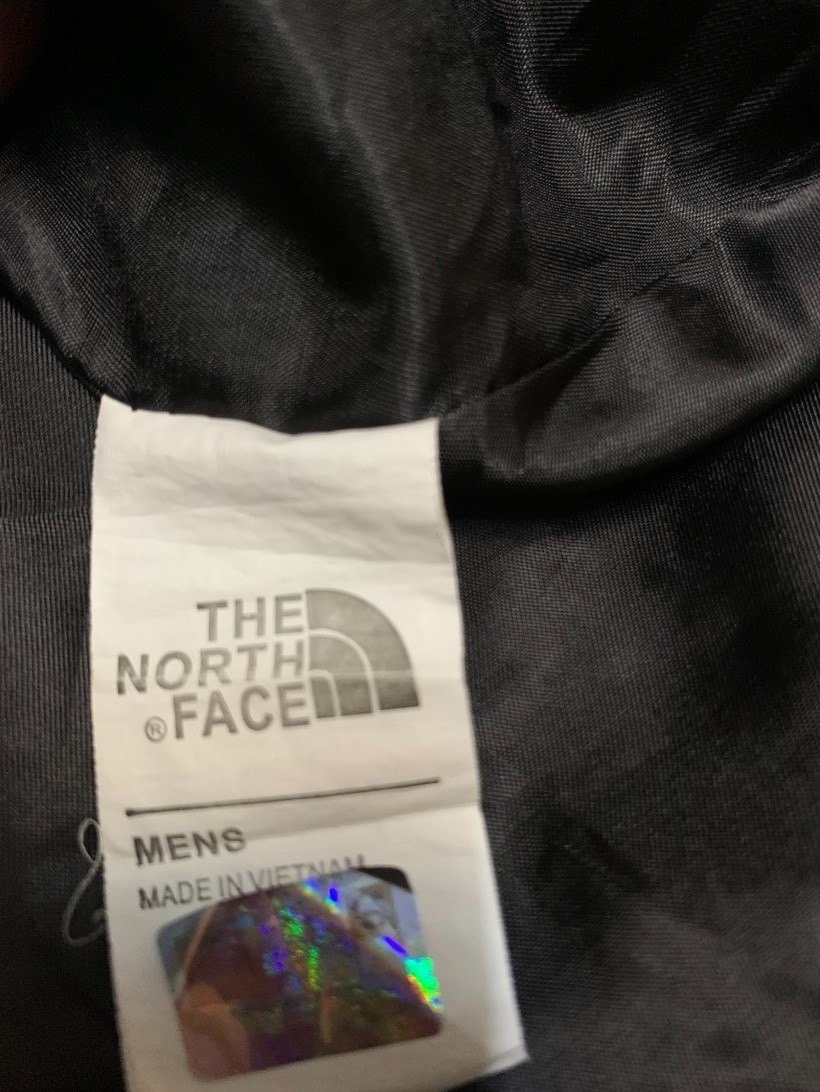 THE
NORTH
®FACE
MENS
MADE IN VIETNAM